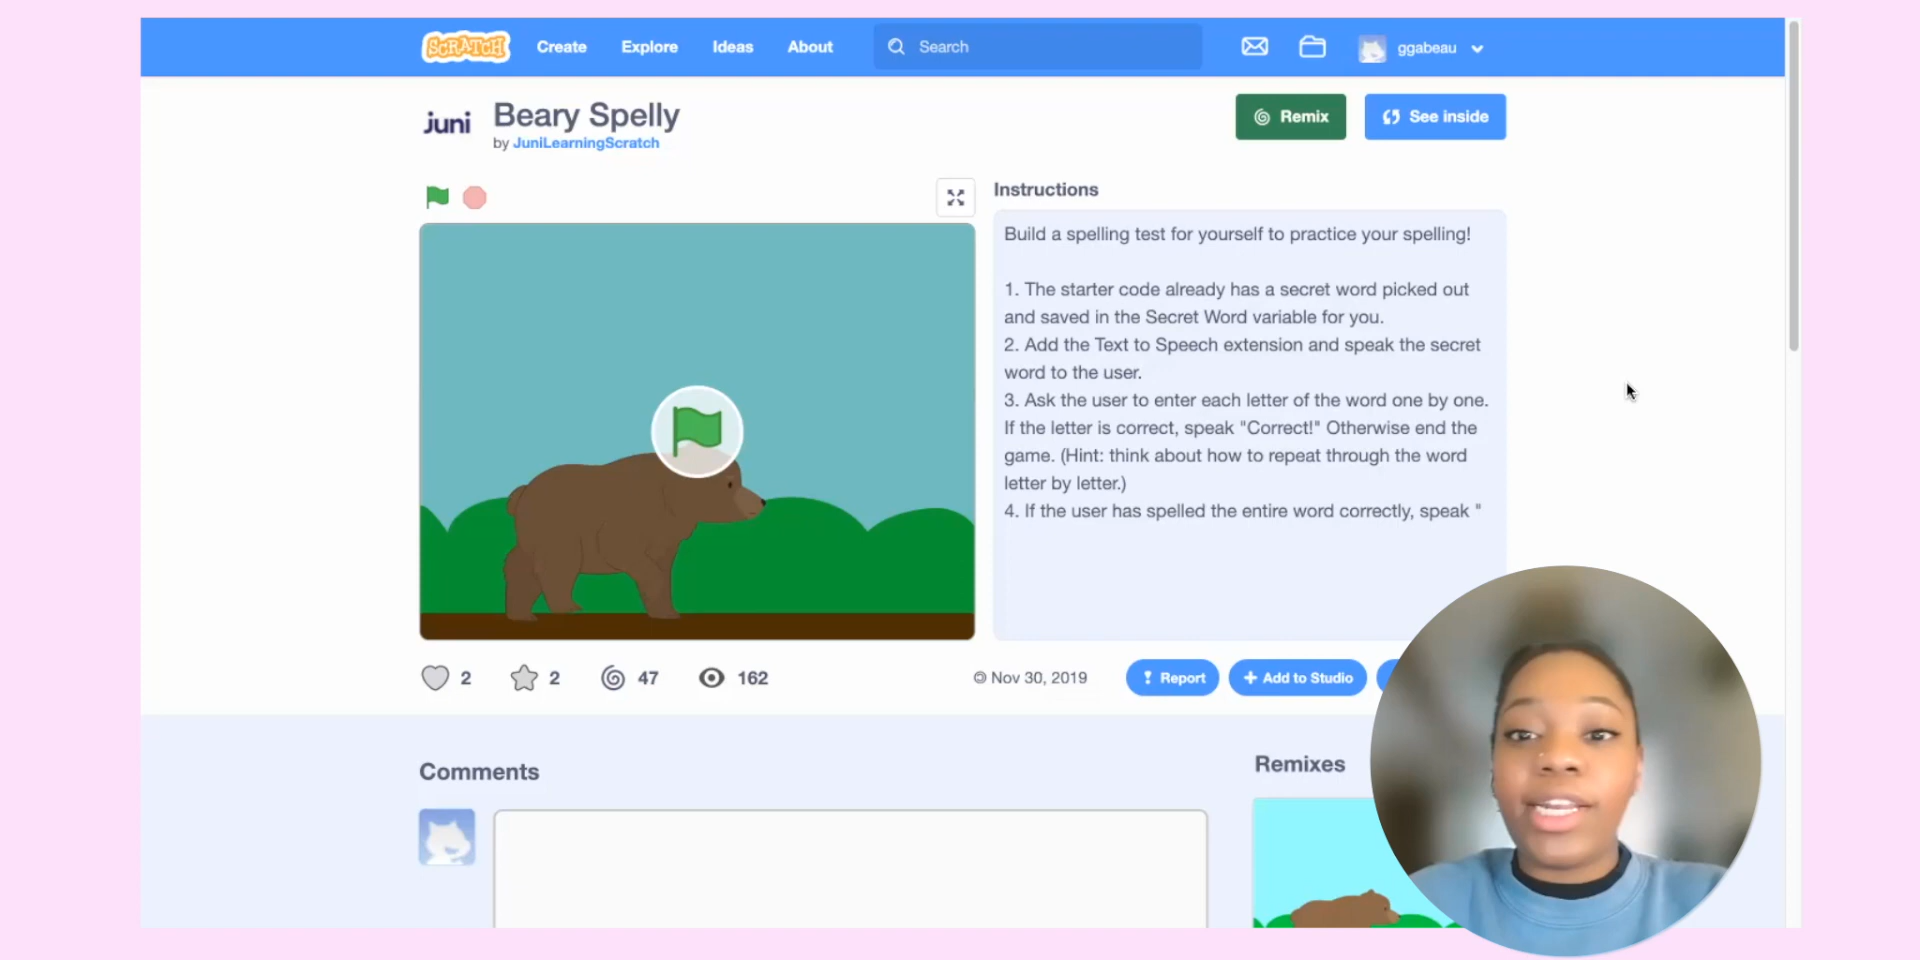 SCRATCH Create Explore Ideas About Search ggabeau
juni Beary Spelly
by JuniLearningScratch
Remix See inside
Instructions
Build a spelling test for yourself to practice your spelling!
1. The starter code already has a secret word picked out
and saved in the Secret Word variable for you.
2. Add the Text to Speech extension and speak the secret
word to the user.
3. Ask the user to enter each letter of the word one by one.
If the letter is correct, speak "Correct!" Otherwise end the
game. (Hint: think about how to repeat through the word
letter by letter.)
4. If the user has spelled the entire word correctly, speak "
2 2 47 162 © Nov 30, 2019 Report + Add to Studio
Comments
Remixes